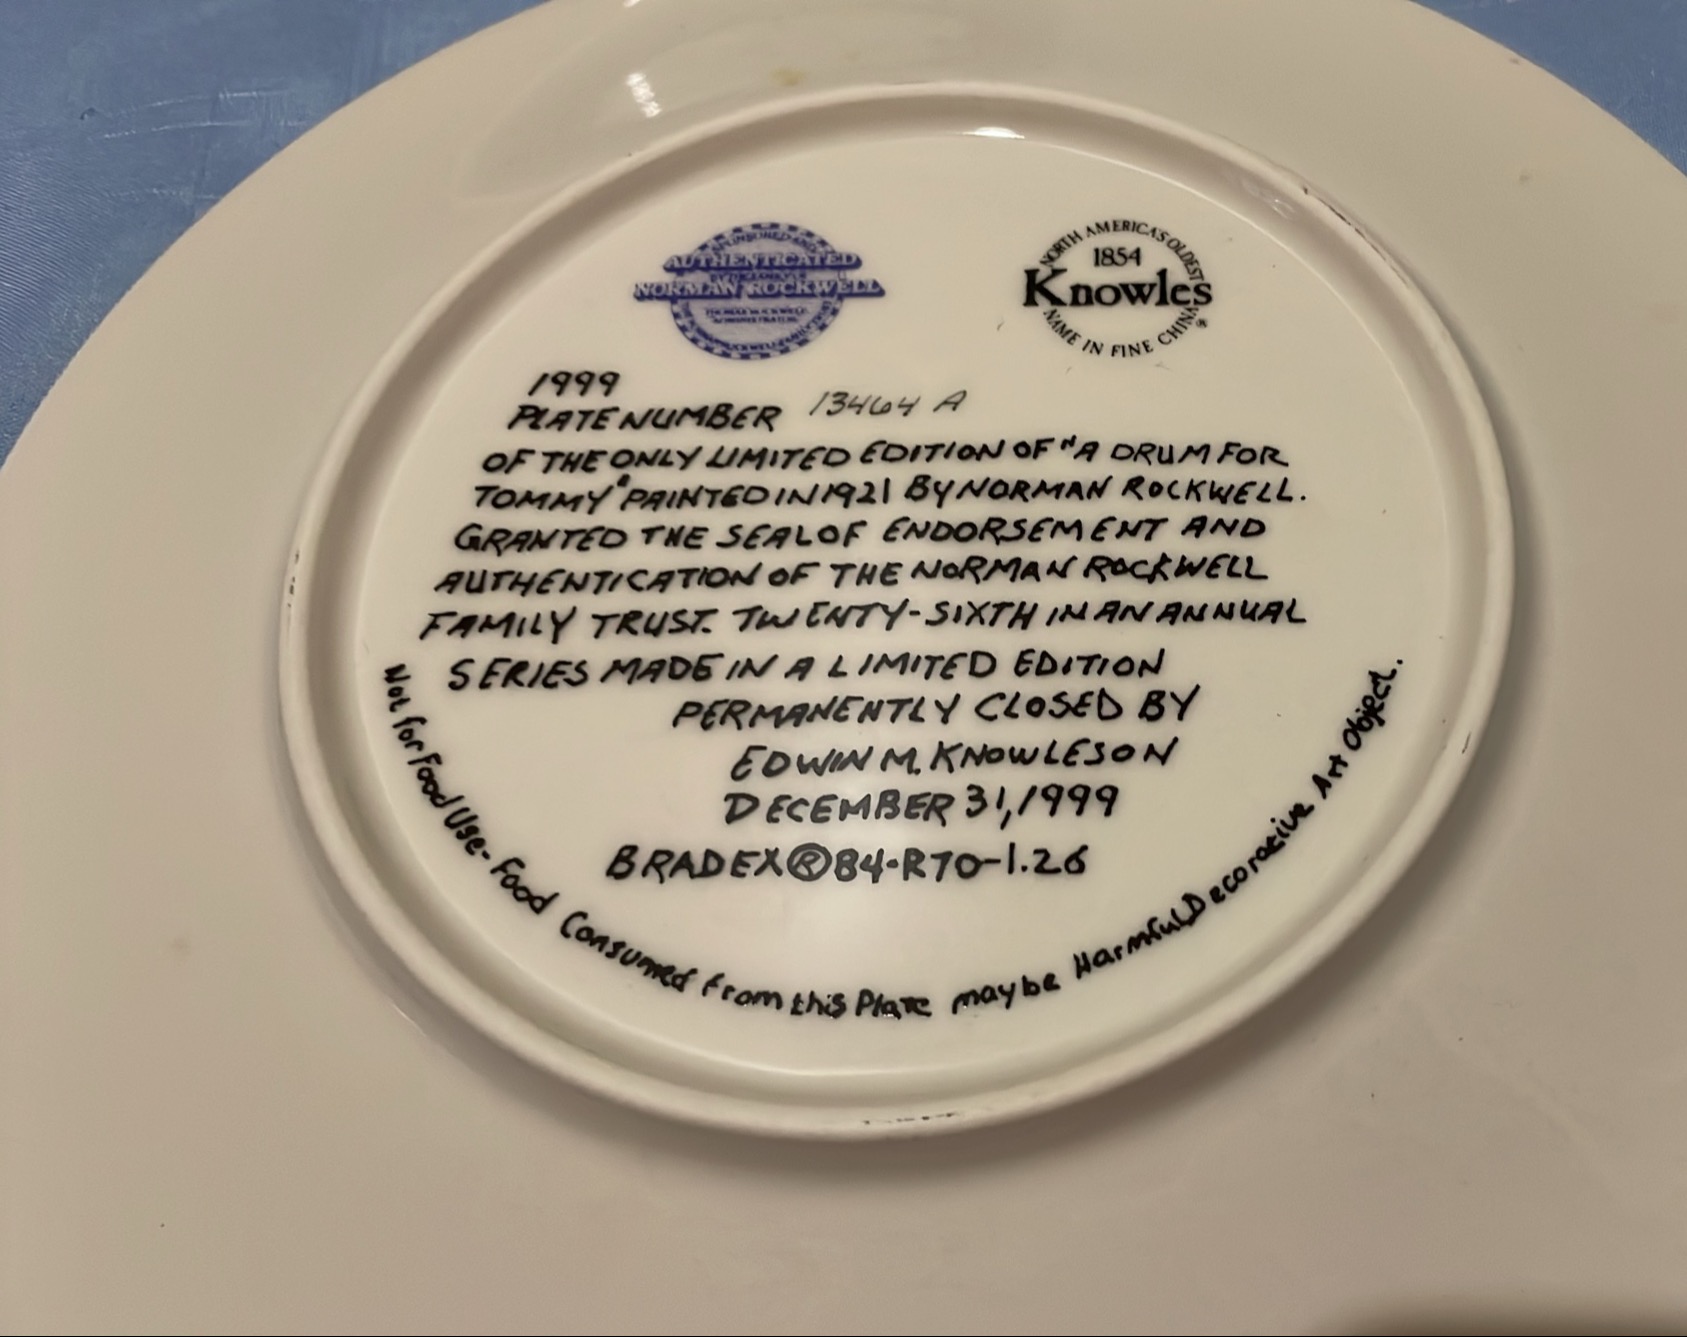 AUTHENTICATED
NORMAN ROCKWELL
NORTH AMERICA'S OLDEST
1854
Knowles
NAME IN FINE CHINA
®
1999
PLATE NUMBER 13464 A
OF THE ONLY LIMITED EDITION OF "A DRUM FOR
TOMMY" PAINTED IN 1921 BY NORMAN ROCKWELL.
GRANTED THE SEAL OF ENDORSEMENT AND
AUTHENTICATION OF THE NORMAN ROCKWELL
FAMILY TRUST. TWENTY-SIXTH IN AN ANNUAL
SERIES MADE IN A LIMITED EDITION
PERMANENTLY CLOSED BY
EDWIN M. KNOWLES ON
DECEMBER 31, 1999
BRADEX® 84-R70-1.26
Not for Food Use - Food Consumed from this Plate may be Harmful. Decorative Art Object.